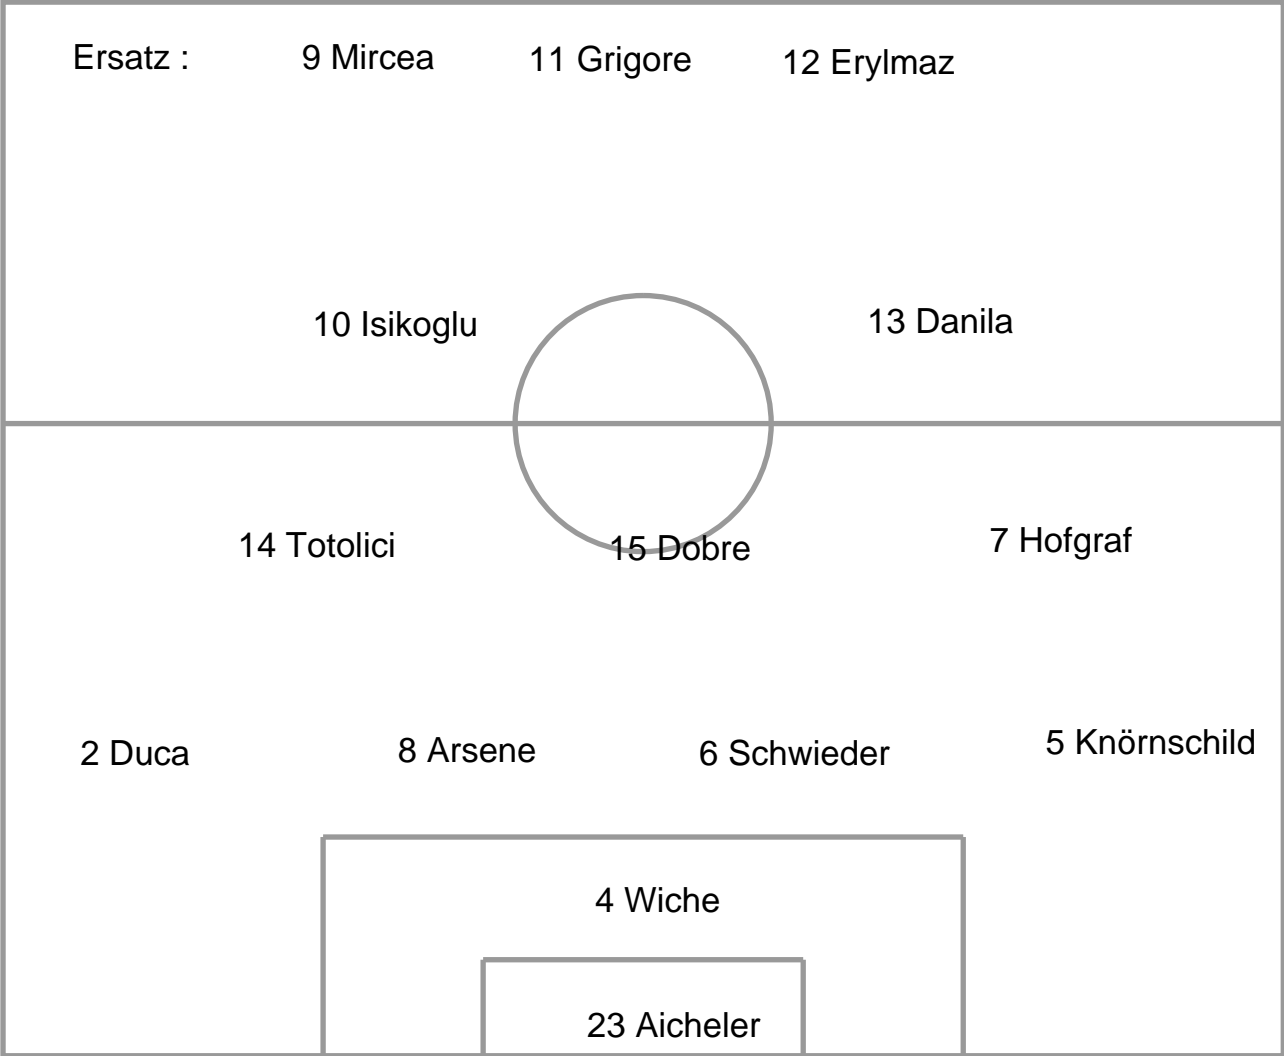 Ersatz : 9 Mircea 11 Grigore 12 Erylmaz
10 Isikoglu 13 Danila
14 Totolici 15 Dobre 7 Hofgraf
2 Duca 8 Arsene 6 Schwieder 5 Knörnschild
4 Wiche
23 Aicheler